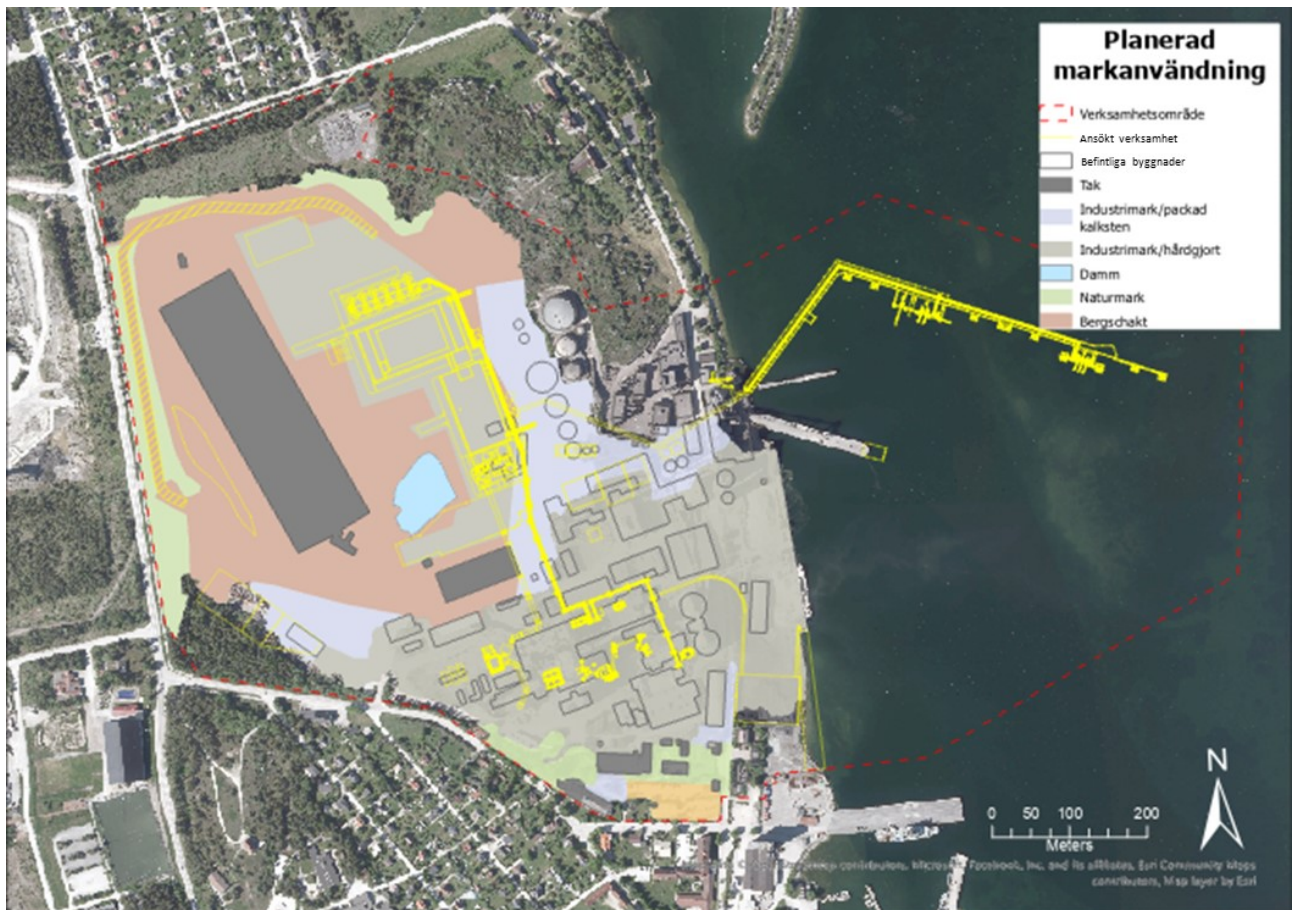 Planerad
markanvändning
Verksamhetsområde
Ansökt verksamhet
Befintliga byggnader
Tak
Industrimark/packad
kalksten
Industrimark/hårdgjort
Damm
Naturmark
Bergschakt
N
0 50 100 200
Meters
contributors, Microsoft, Facebook, Inc. and its affiliates, Esri Community Maps
contributors, Map layer by Esri